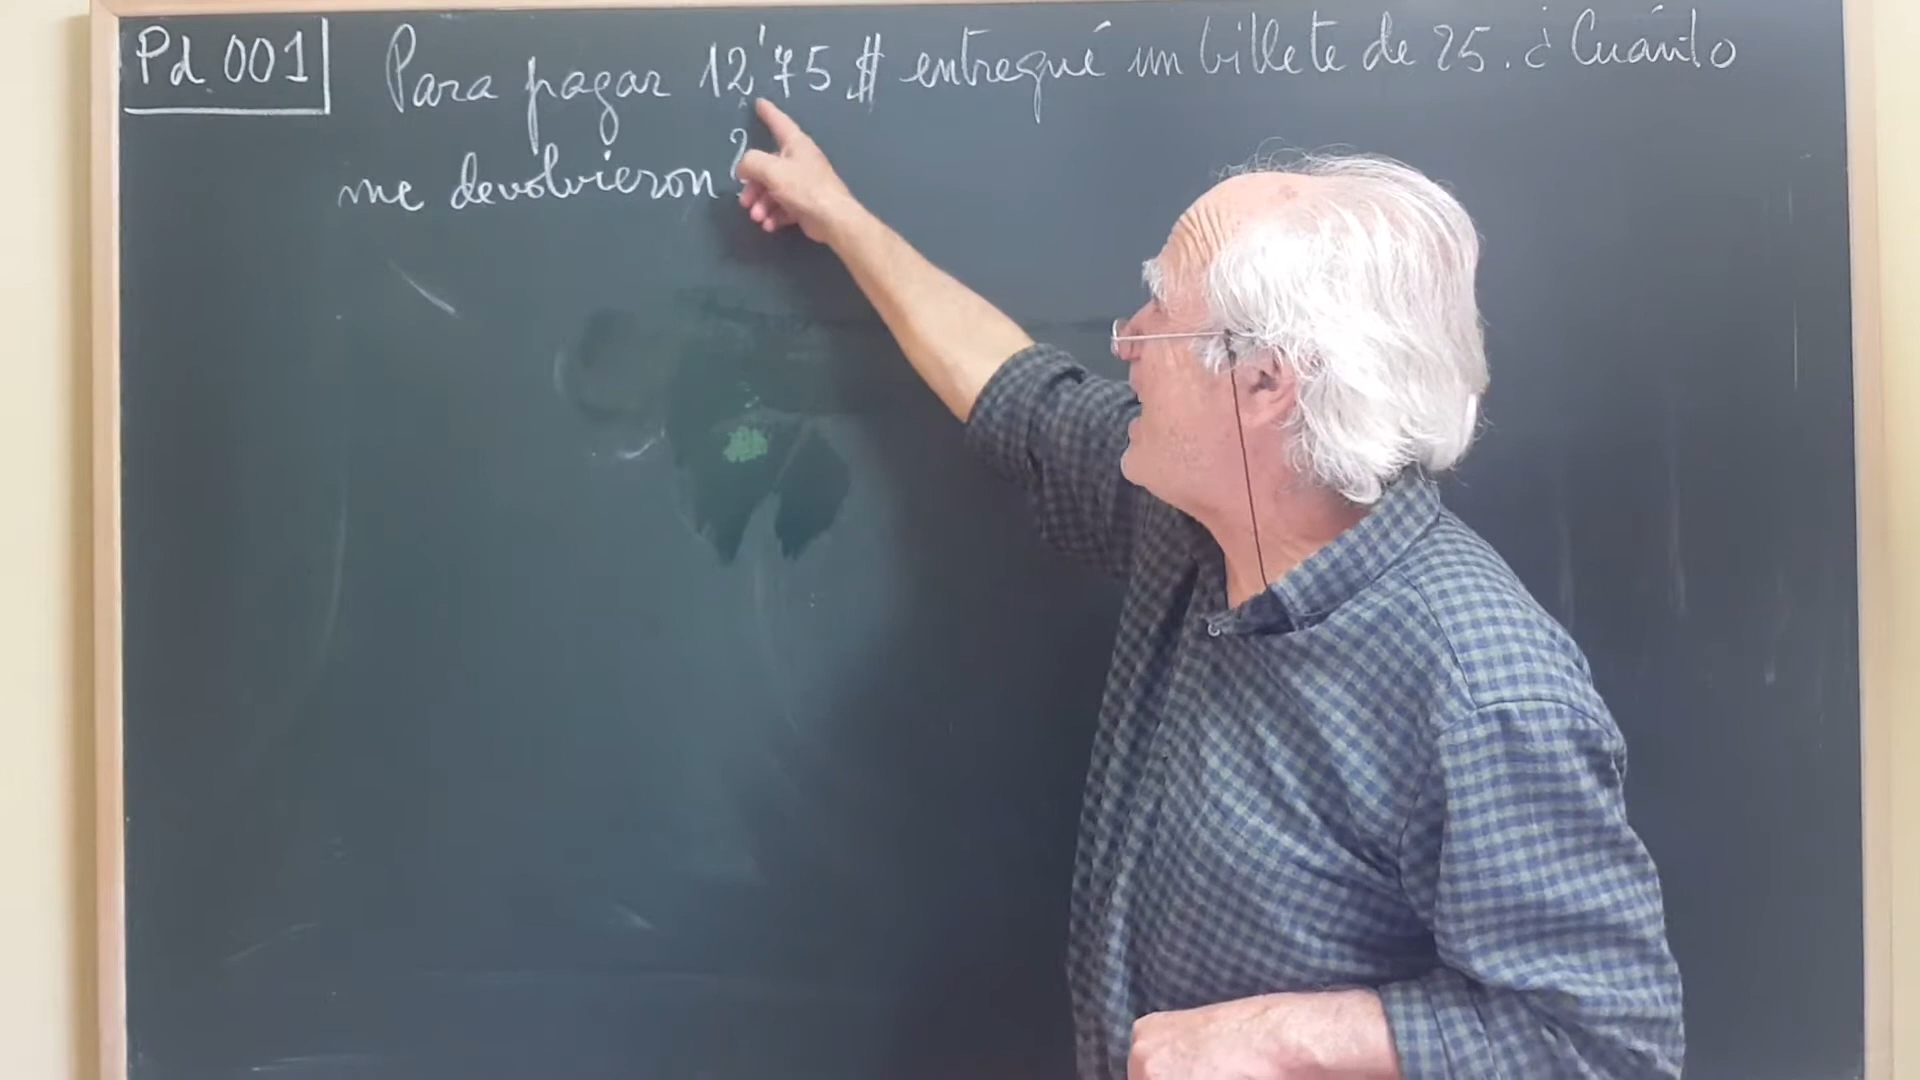 Pd 001
Para pagar 12'75 $ entregué un billete de 25. ¿ Cuánto
me devolvieron?